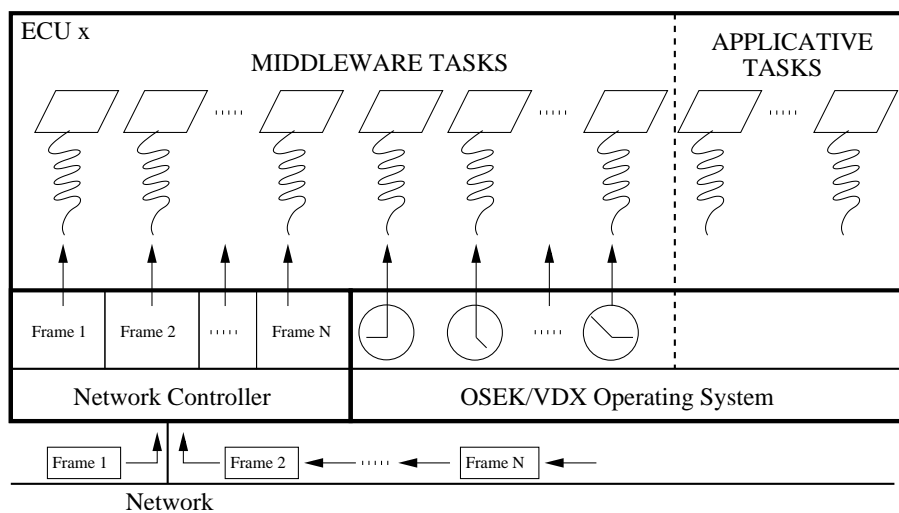 ECU x
MIDDLEWARE TASKS
APPLICATIVE
TASKS
Frame 1
Frame 2
Frame N
Network Controller
OSEK/VDX Operating System
Frame 1
Frame 2
Frame N
Network